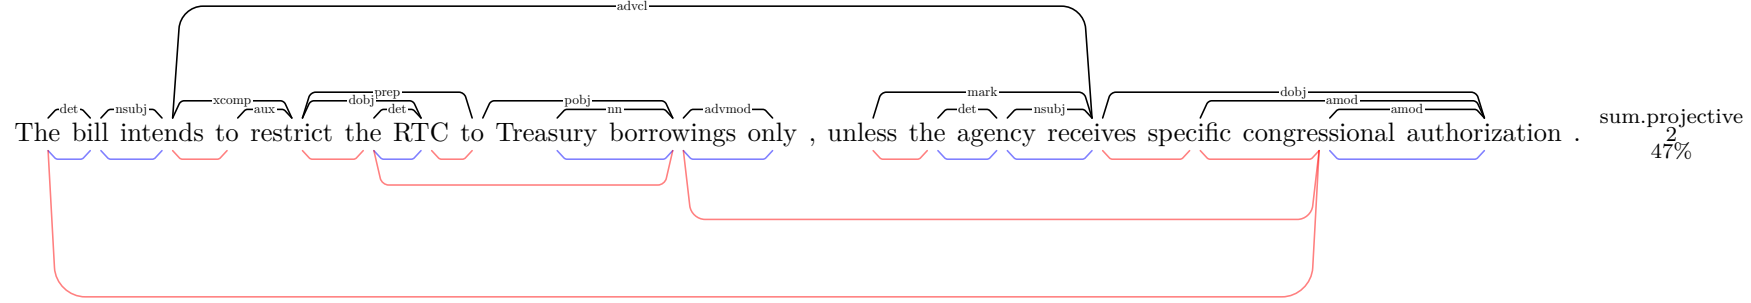 advcl
prep
xcomp dobj pobj mark dobj amod
det nsubj aux det nn advmod det nsubj amod
The bill intends to restrict the RTC to Treasury borrowings only , unless the agency receives specific congressional authorization .
sum.projective
2
47%